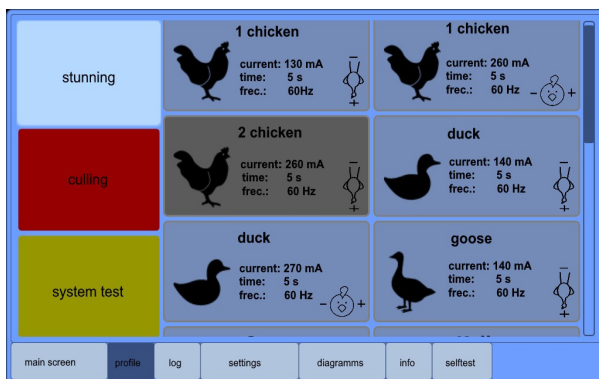 stunning
culling
system test
1 chicken
current: 130 mA
time: 5 s
frec.: 60Hz
−
+
1 chicken
current: 260 mA
time: 5 s
frec.: 60 Hz
− +
2 chicken
current: 260 mA
time: 5 s
frec.: 60 Hz
−
+
duck
current: 140 mA
time: 5 s
frec.: 60 Hz
−
+
duck
current: 270 mA
time: 5 s
frec.: 60 Hz
− +
goose
current: 140 mA
time: 5 s
frec.: 60 Hz
−
+
main screen profile log settings diagramms info selftest